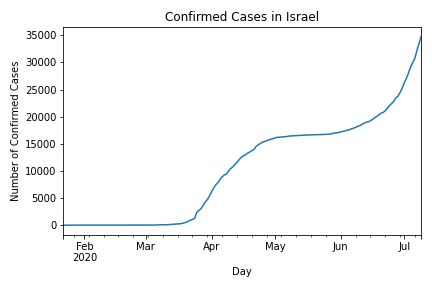 Confirmed Cases in Israel
Number of Confirmed Cases
35000
30000
25000
20000
15000
10000
5000
0
Feb Mar Apr May Jun Jul
2020
Day